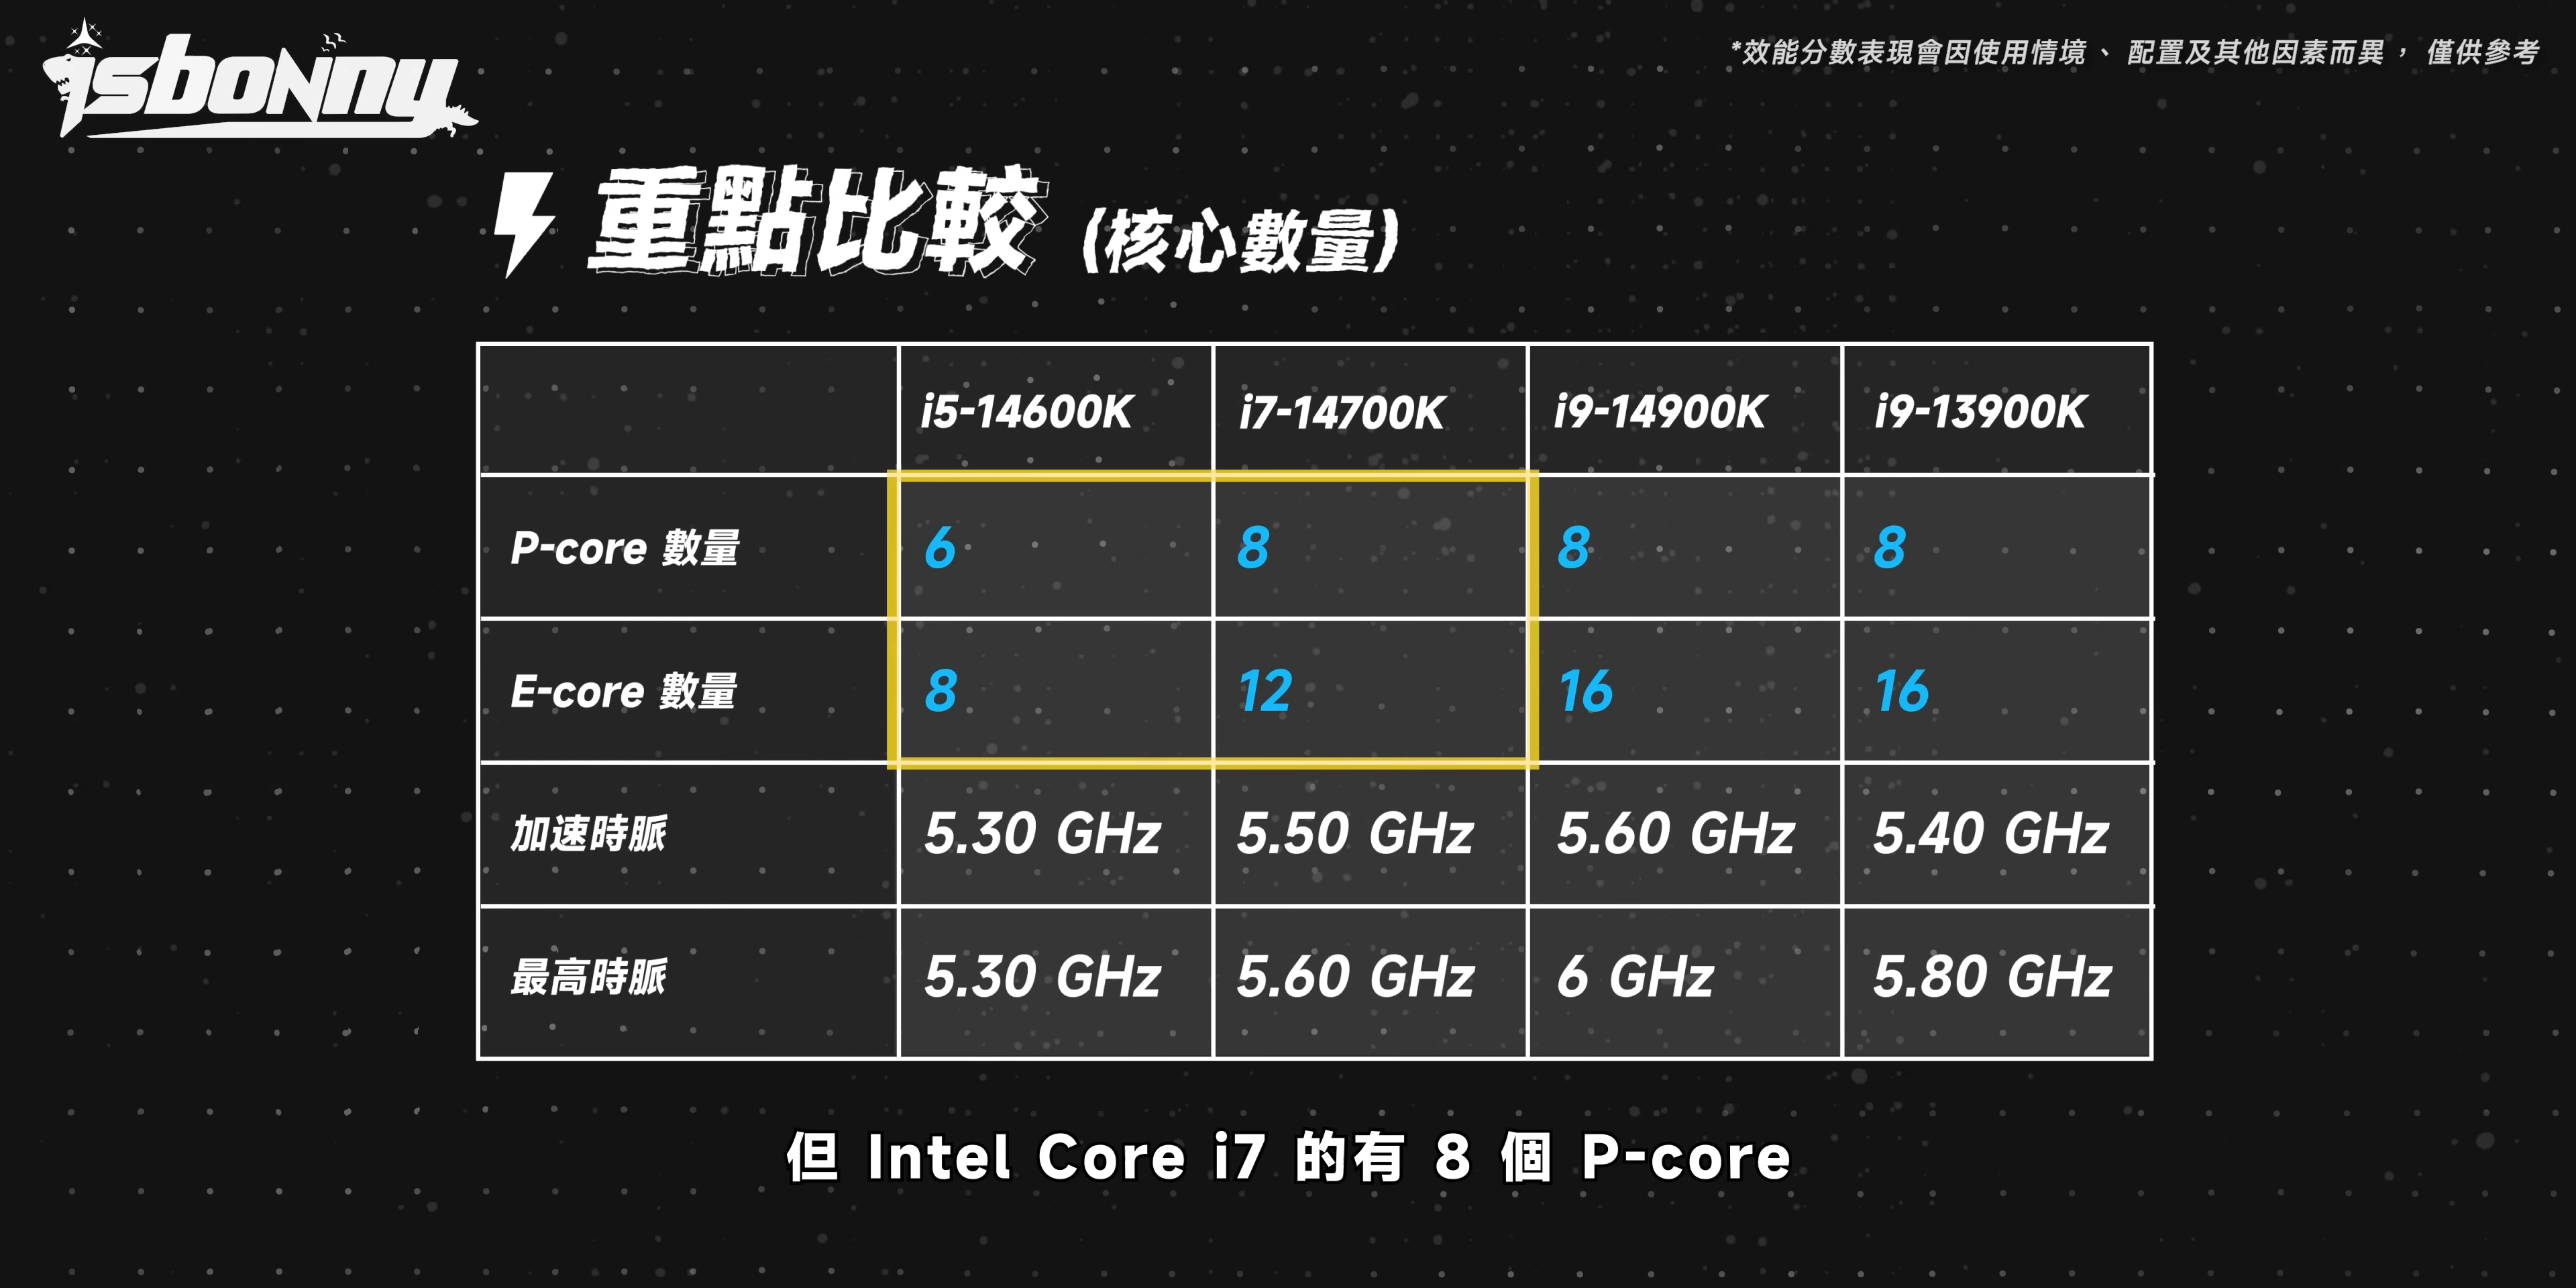 isbonny
*效能分數表現會因使用情境、配置及其他因素而異，僅供參考
重點比較 (核心數量)
i5-14600K i7-14700K i9-14900K i9-13900K
P-core 數量 6 8 8 8
E-core 數量 8 12 16 16
加速時脈 5.30 GHz 5.50 GHz 5.60 GHz 5.40 GHz
最高時脈 5.30 GHz 5.60 GHz 6 GHz 5.80 GHz
但 Intel Core i7 的有 8 個 P-core